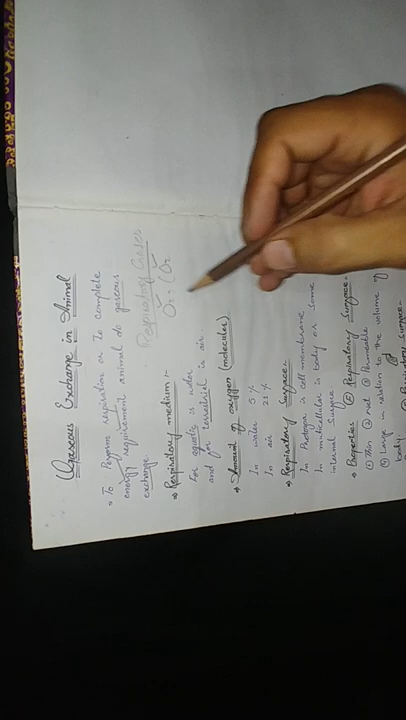 Gaseous Exchange in Animal
→ To Perform respiration or To complete
energy requirement animal do gaseous
exchange.
Respiratory Gases
O₂ , CO₂
⇒ Respiratory medium :-
For aquatic is water
and for terrestrial is air.
⇒ Amount of oxygen (molecules)
In water 5 %
In air 21 %
⇒ Respiratory Surface:-
In Protozoa is cell membrane
In multicellular is body or some
internal surface
⇒ Properties of Respiratory Surface:-
① Thin ② wet ③ Permeable
④ Large in relation to the volume of
body.
Respiratory surface.